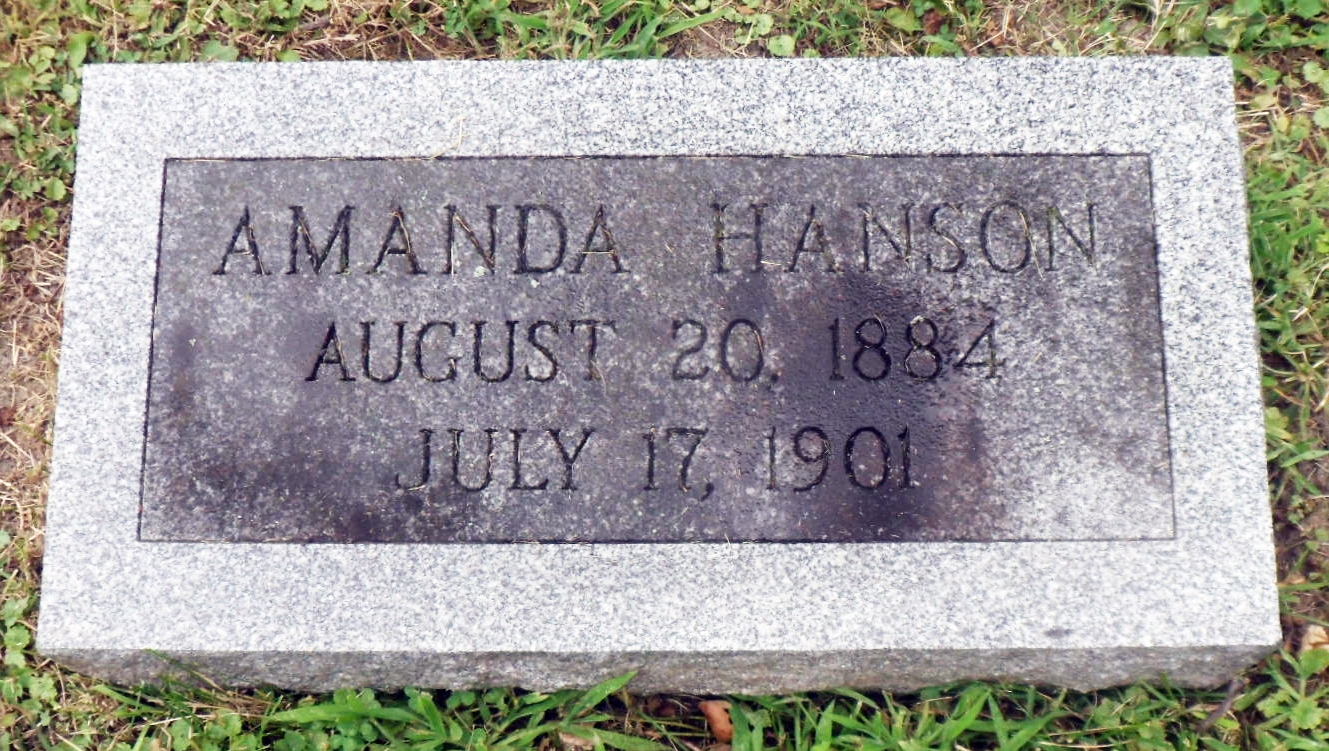 AMANDA HANSON
AUGUST 20, 1884
JULY 17, 1901